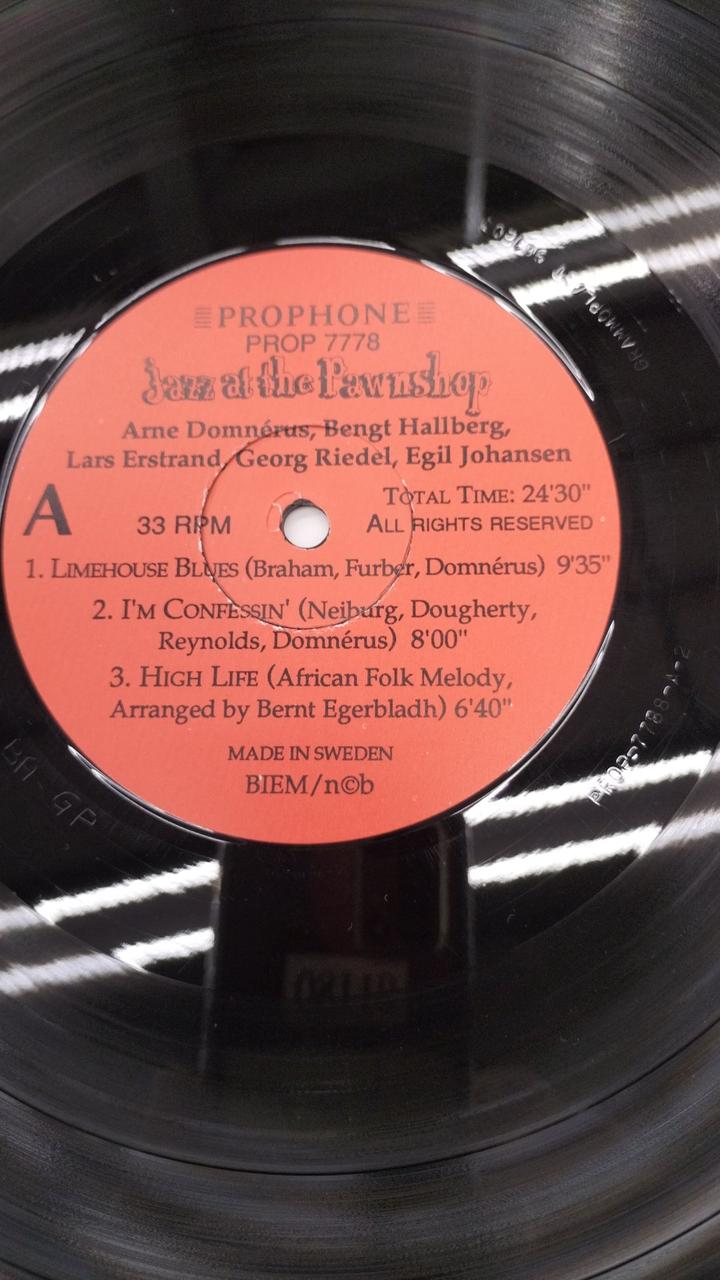 PROPHONE
PROP 7778
Jazz at the Pawnshop
Arne Domnérus, Bengt Hallberg,
Lars Erstrand, Georg Riedel, Egil Johansen
A
TOTAL TIME: 24'30"
33 RPM
ALL RIGHTS RESERVED
1. LIMEHOUSE BLUES (Braham, Furber, Domnérus) 9'35"
2. I'M CONFESSIN' (Neiburg, Dougherty,
Reynolds, Domnérus) 8'00"
3. HIGH LIFE (African Folk Melody,
Arranged by Bernt Egerbladh) 6'40"
MADE IN SWEDEN
BIEM/n©b
PROP-7788-A-2